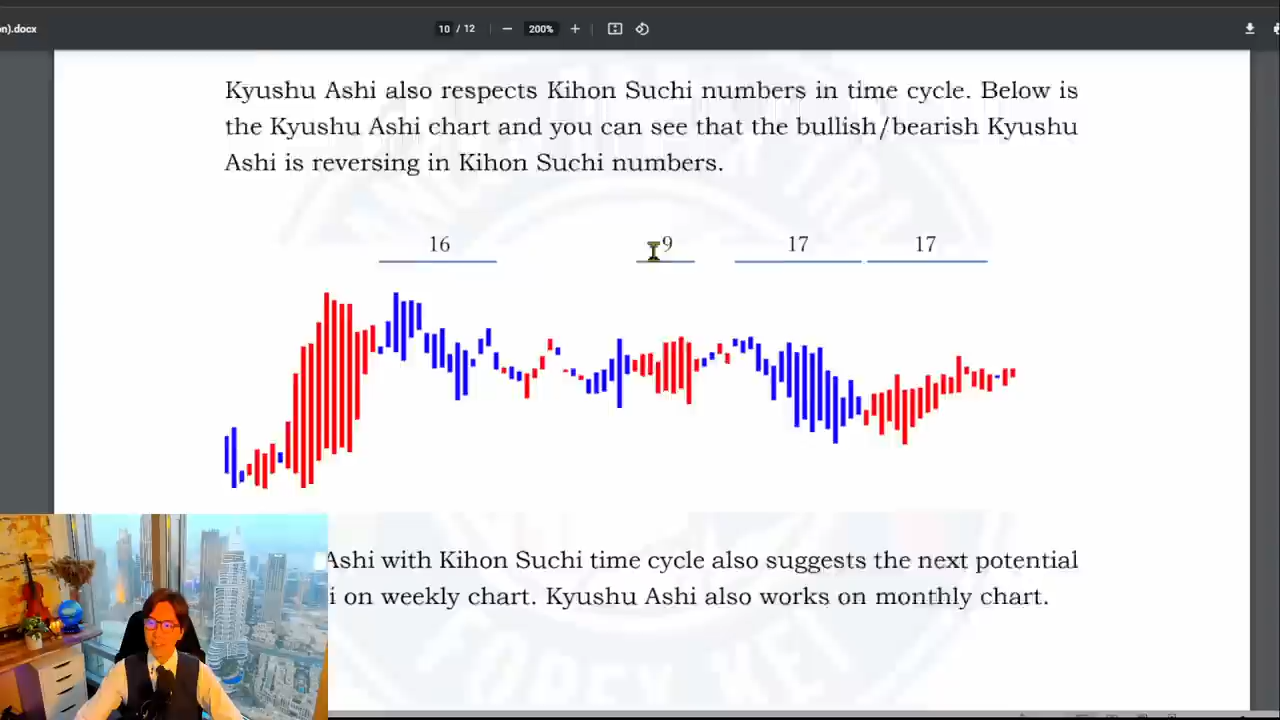 n).docx
10 / 12
200%
Kyushu Ashi also respects Kihon Suchi numbers in time cycle. Below is
the Kyushu Ashi chart and you can see that the bullish/bearish Kyushu
Ashi is reversing in Kihon Suchi numbers.
16
9
17
17
Ashi with Kihon Suchi time cycle also suggests the next potential
i on weekly chart. Kyushu Ashi also works on monthly chart.